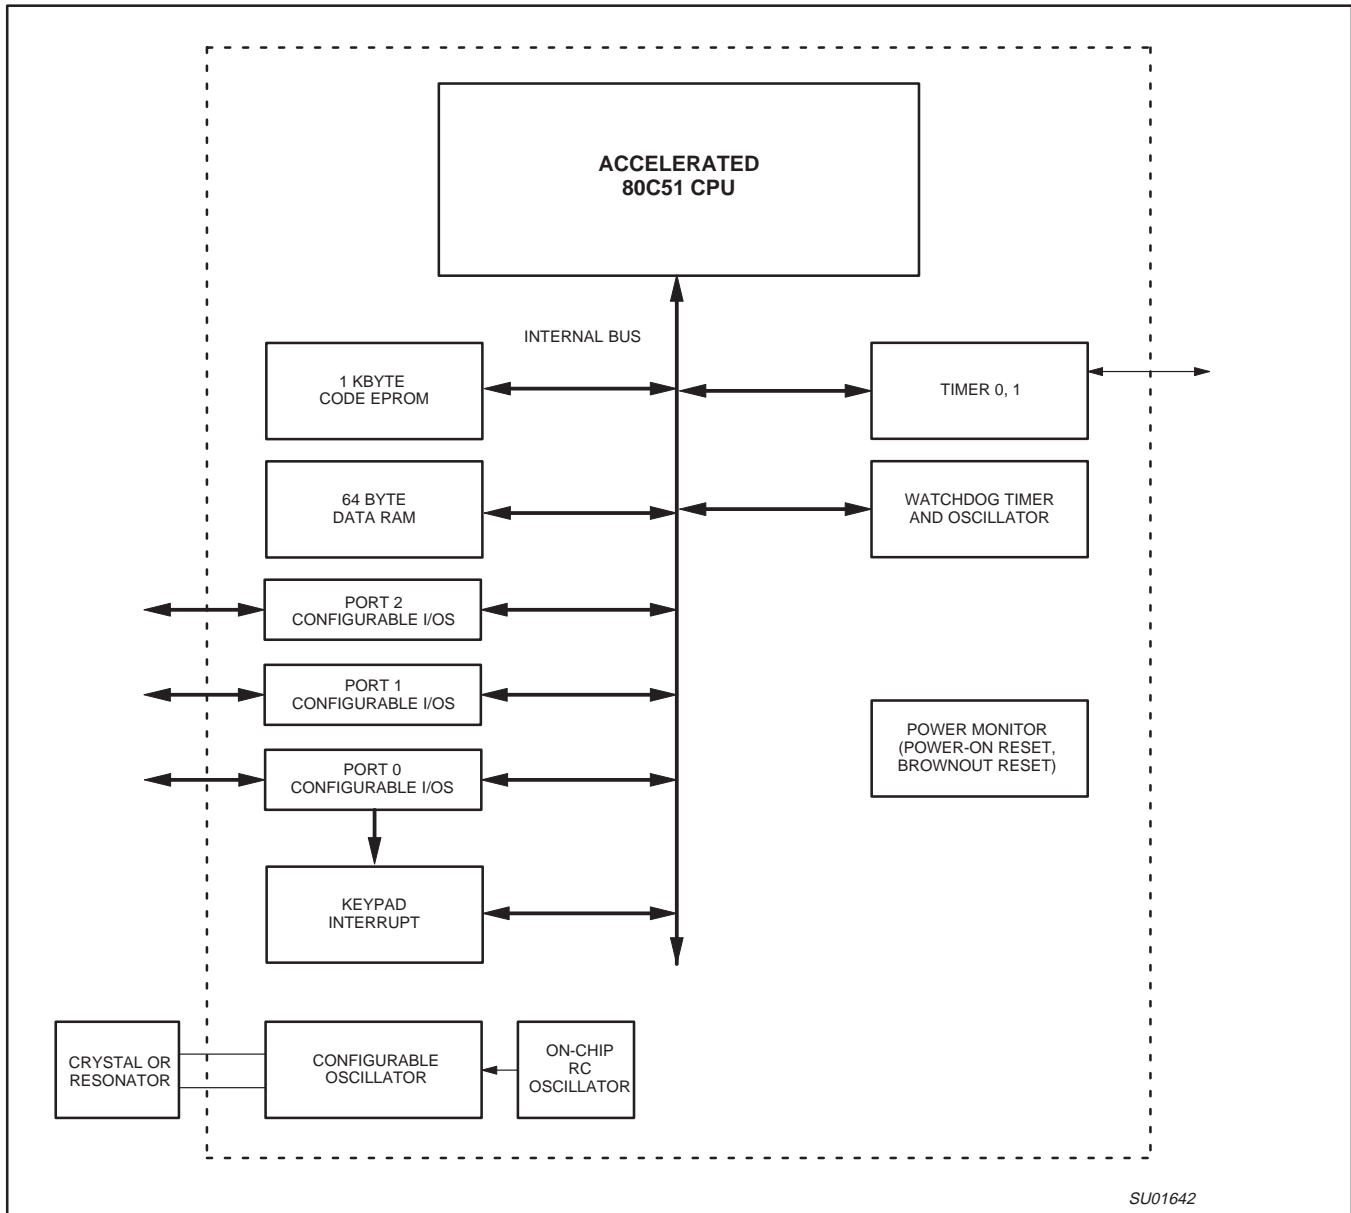 ACCELERATED
80C51 CPU
INTERNAL BUS
1 KBYTE
CODE EPROM
TIMER 0, 1
64 BYTE
DATA RAM
WATCHDOG TIMER
AND OSCILLATOR
PORT 2
CONFIGURABLE I/OS
PORT 1
CONFIGURABLE I/OS
POWER MONITOR
(POWER-ON RESET,
BROWNOUT RESET)
PORT 0
CONFIGURABLE I/OS
KEYPAD
INTERRUPT
CRYSTAL OR
RESONATOR
CONFIGURABLE
OSCILLATOR
ON-CHIP
RC
OSCILLATOR
SU01642